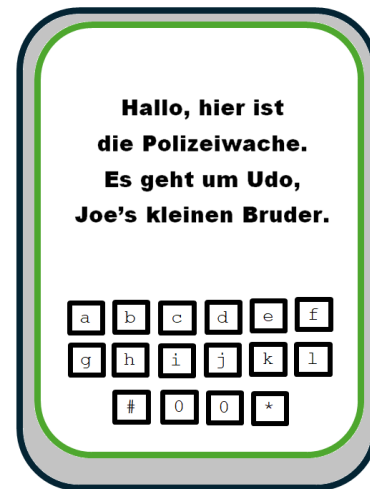 Hallo, hier ist
die Polizeiwache.
Es geht um Udo,
Joe’s kleinen Bruder.
a b c d e f
g h i j k l
# 0 0 *